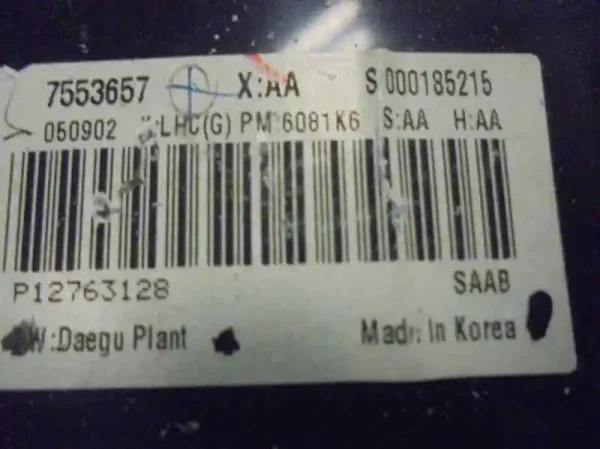 7553657 X:AA S:000185215
050902 :LHC(G) PM:6081K6 S:AA H:AA
P12763128 SAAB
W:Daegu Plant Made In Korea